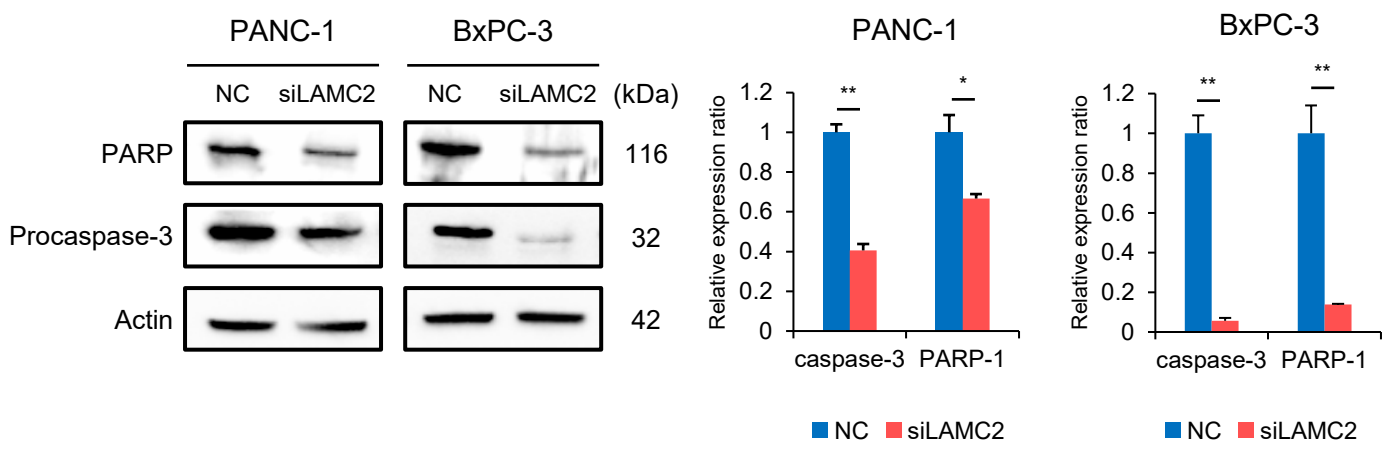 PANC-1
BxPC-3
NC siLAMC2 NC siLAMC2 (kDa)
PARP 116
Procaspase-3 32
Actin 42
PANC-1
Relative expression ratio
1.2
1
0.8
0.6
0.4
0.2
0
**
*
caspase-3 PARP-1
NC siLAMC2
BxPC-3
Relative expression ratio
1.2
1
0.8
0.6
0.4
0.2
0
**
**
caspase-3 PARP-1
NC siLAMC2